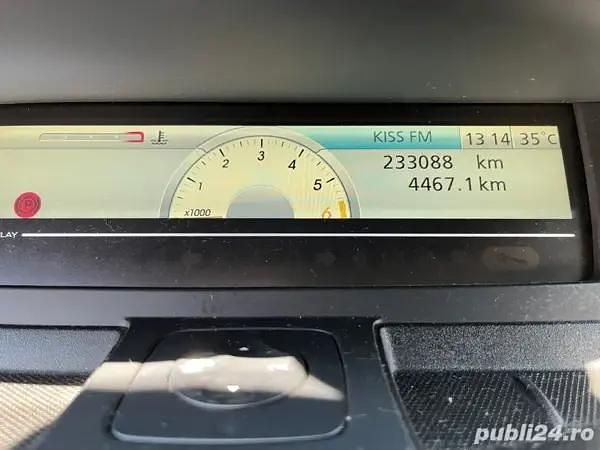 KISS FM 13 14 35°C
233088 km
4467.1 km
1 2 3 4 5 6
x1000
LAY
publi24.ro